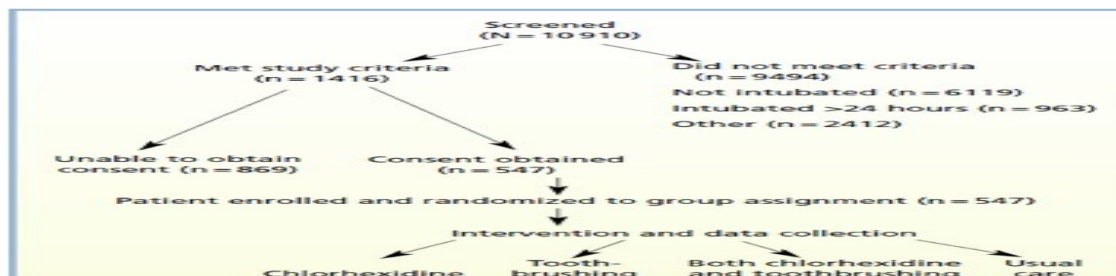 Screened
(N = 10 910)
Met study criteria
(n = 1416)
Did not meet criteria
(n = 9494)
Not intubated (n = 6119)
Intubated >24 hours (n = 963)
Other (n = 2412)
Unable to obtain
consent (n = 869)
Consent obtained
(n = 547)
Patient enrolled and randomized to group assignment (n = 547)
Intervention and data collection
Chlorhexidine
Tooth-
brushing
Both chlorhexidine
and toothbrushing
Usual
care